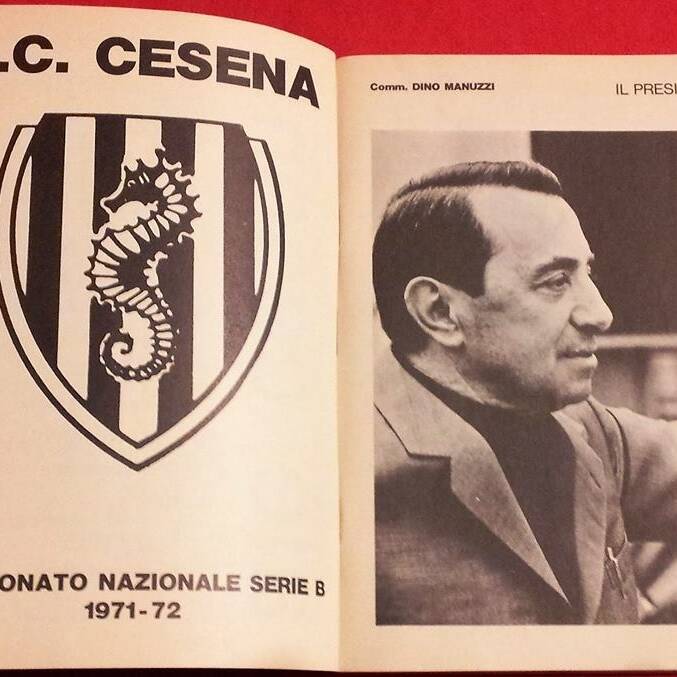 .C. CESENA
ONATO NAZIONALE SERIE B
1971-72
Comm. DINO MANUZZI
IL PRESI